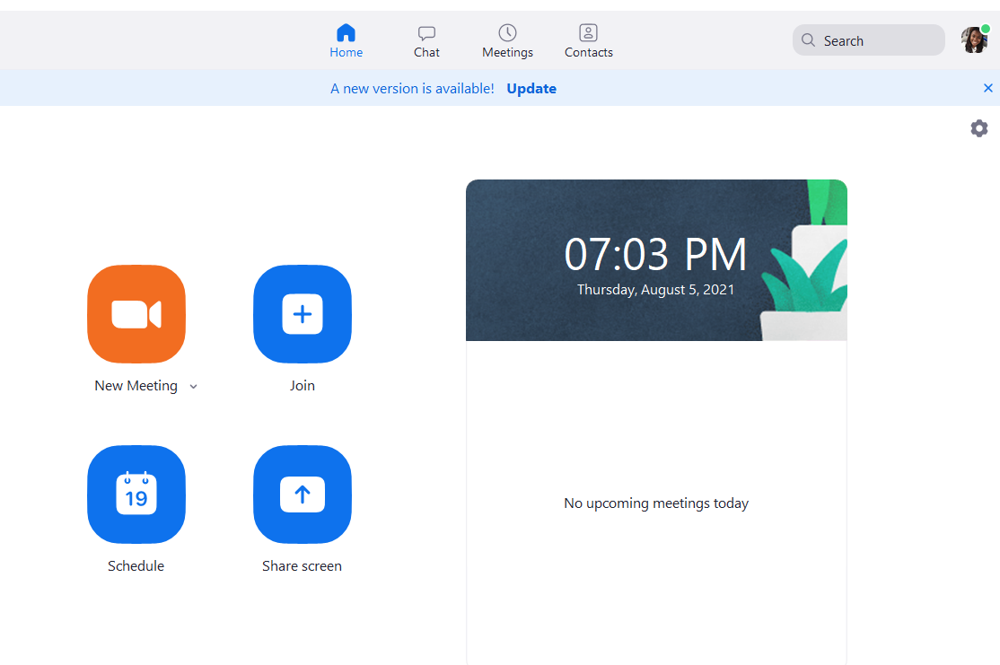 Home Chat Meetings Contacts Search
A new version is available! Update
07:03 PM
Thursday, August 5, 2021
New Meeting Join
19
No upcoming meetings today
Schedule Share screen